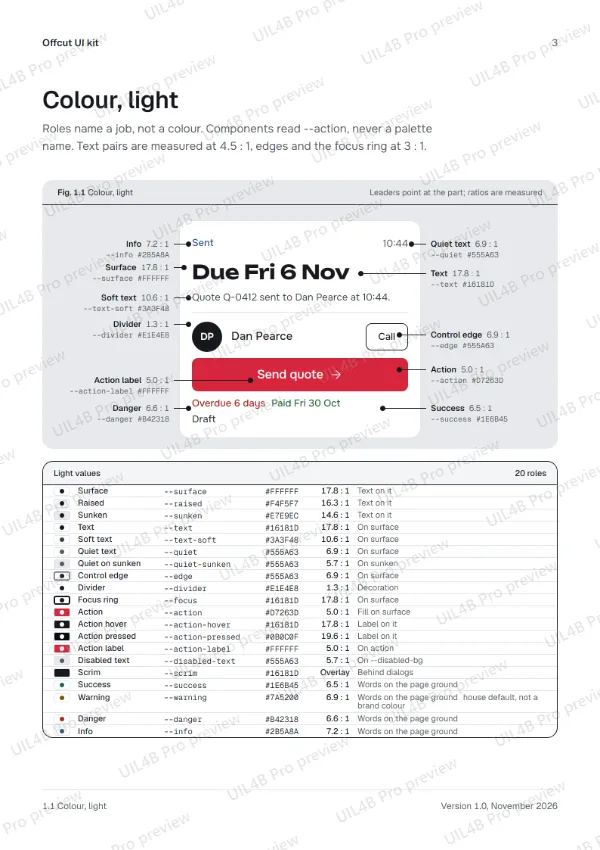 Offcut UI kit
3
Colour, light
Roles name a job, not a colour. Components read --action, never a palette
name. Text pairs are measured at 4.5 : 1, edges and the focus ring at 3 : 1.
Fig. 1.1 Colour, light
Leaders point at the part; ratios are measured
Info 7.2 : 1
--info #2B5A8A
Surface 17.8 : 1
--surface #FFFFFF
Soft text 10.6 : 1
--text-soft #3A3F48
Divider 1.3 : 1
--divider #E1E4E8
Action label 5.0 : 1
--action-label #FFFFFF
Danger 6.6 : 1
--danger #B42318
Sent
10:44
Due Fri 6 Nov
Quote Q-0412 sent to Dan Pearce at 10:44.
DP
Dan Pearce
Call
Send quote →
Overdue 6 days Paid Fri 30 Oct
Draft
Quiet text 6.9 : 1
--quiet #555A63
Text 17.8 : 1
--text #16181D
Control edge 6.9 : 1
--edge #555A63
Action 5.0 : 1
--action #D7263D
Success 6.5 : 1
--success #1E6B45
Light values
20 roles
Surface --surface #FFFFFF 17.8 : 1 Text on it
Raised --raised #F4F5F7 16.3 : 1 Text on it
Sunken --sunken #E7E9EC 14.6 : 1 Text on it
Text --text #16181D 17.8 : 1 On surface
Soft text --text-soft #3A3F48 10.6 : 1 On surface
Quiet text --quiet #555A63 6.9 : 1 On surface
Quiet on sunken --quiet-sunken #555A63 5.7 : 1 On sunken
Control edge --edge #555A63 6.9 : 1 On surface
Divider --divider #E1E4E8 1.3 : 1 Decoration
Focus ring --focus #16181D 17.8 : 1 On surface
Action --action #D7263D 5.0 : 1 Fill on surface
Action hover --action-hover #16181D 17.8 : 1 Label on it
Action pressed --action-pressed #0B0C0F 19.6 : 1 Label on it
Action label --action-label #FFFFFF 5.0 : 1 On action
Disabled text --disabled-text #555A63 5.7 : 1 On --disabled-bg
Scrim --scrim #16181D Overlay Behind dialogs
Success --success #1E6B45 6.5 : 1 Words on the page ground
Warning --warning #7A5200 6.9 : 1 Words on the page ground house default, not a
brand colour
Danger --danger #B42318 6.6 : 1 Words on the page ground
Info --info #2B5A8A 7.2 : 1 Words on the page ground
1.1 Colour, light
Version 1.0, November 2026
UIL4B Pro preview